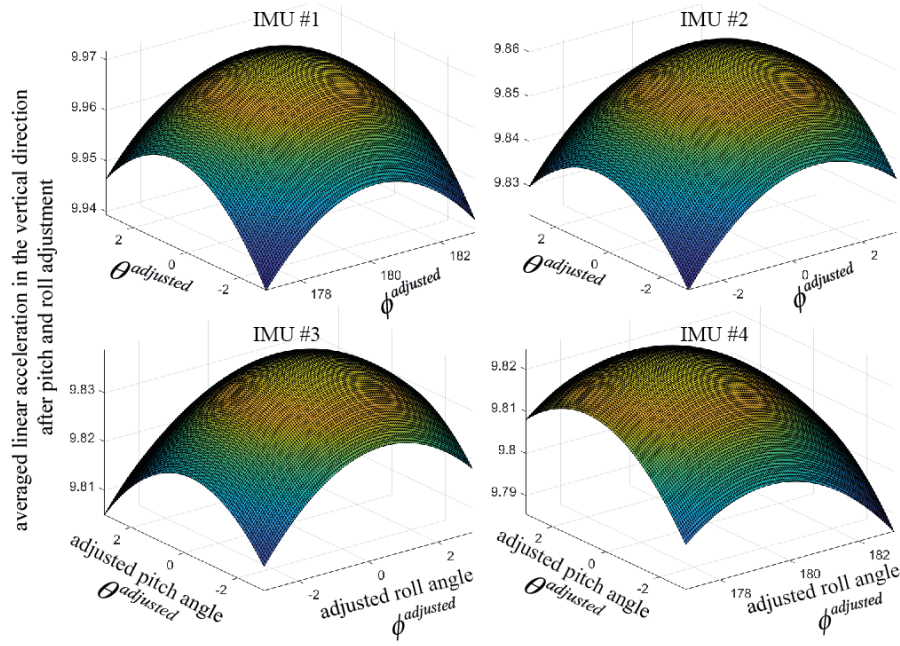 averaged linear acceleration in the vertical direction
after pitch and roll adjustment
IMU #1
9.97
9.96
9.95
9.94
2
0
-2
θ^adjusted
178
180
182
ϕ^adjusted
IMU #2
9.86
9.85
9.84
9.83
2
0
-2
θ^adjusted
-2
0
2
ϕ^adjusted
IMU #3
9.83
9.82
9.81
2
0
-2
adjusted pitch angle
θ^adjusted
-2
0
2
adjusted roll angle
ϕ^adjusted
IMU #4
9.82
9.81
9.8
9.79
2
0
-2
adjusted pitch angle
θ^adjusted
178
180
182
adjusted roll angle
ϕ^adjusted